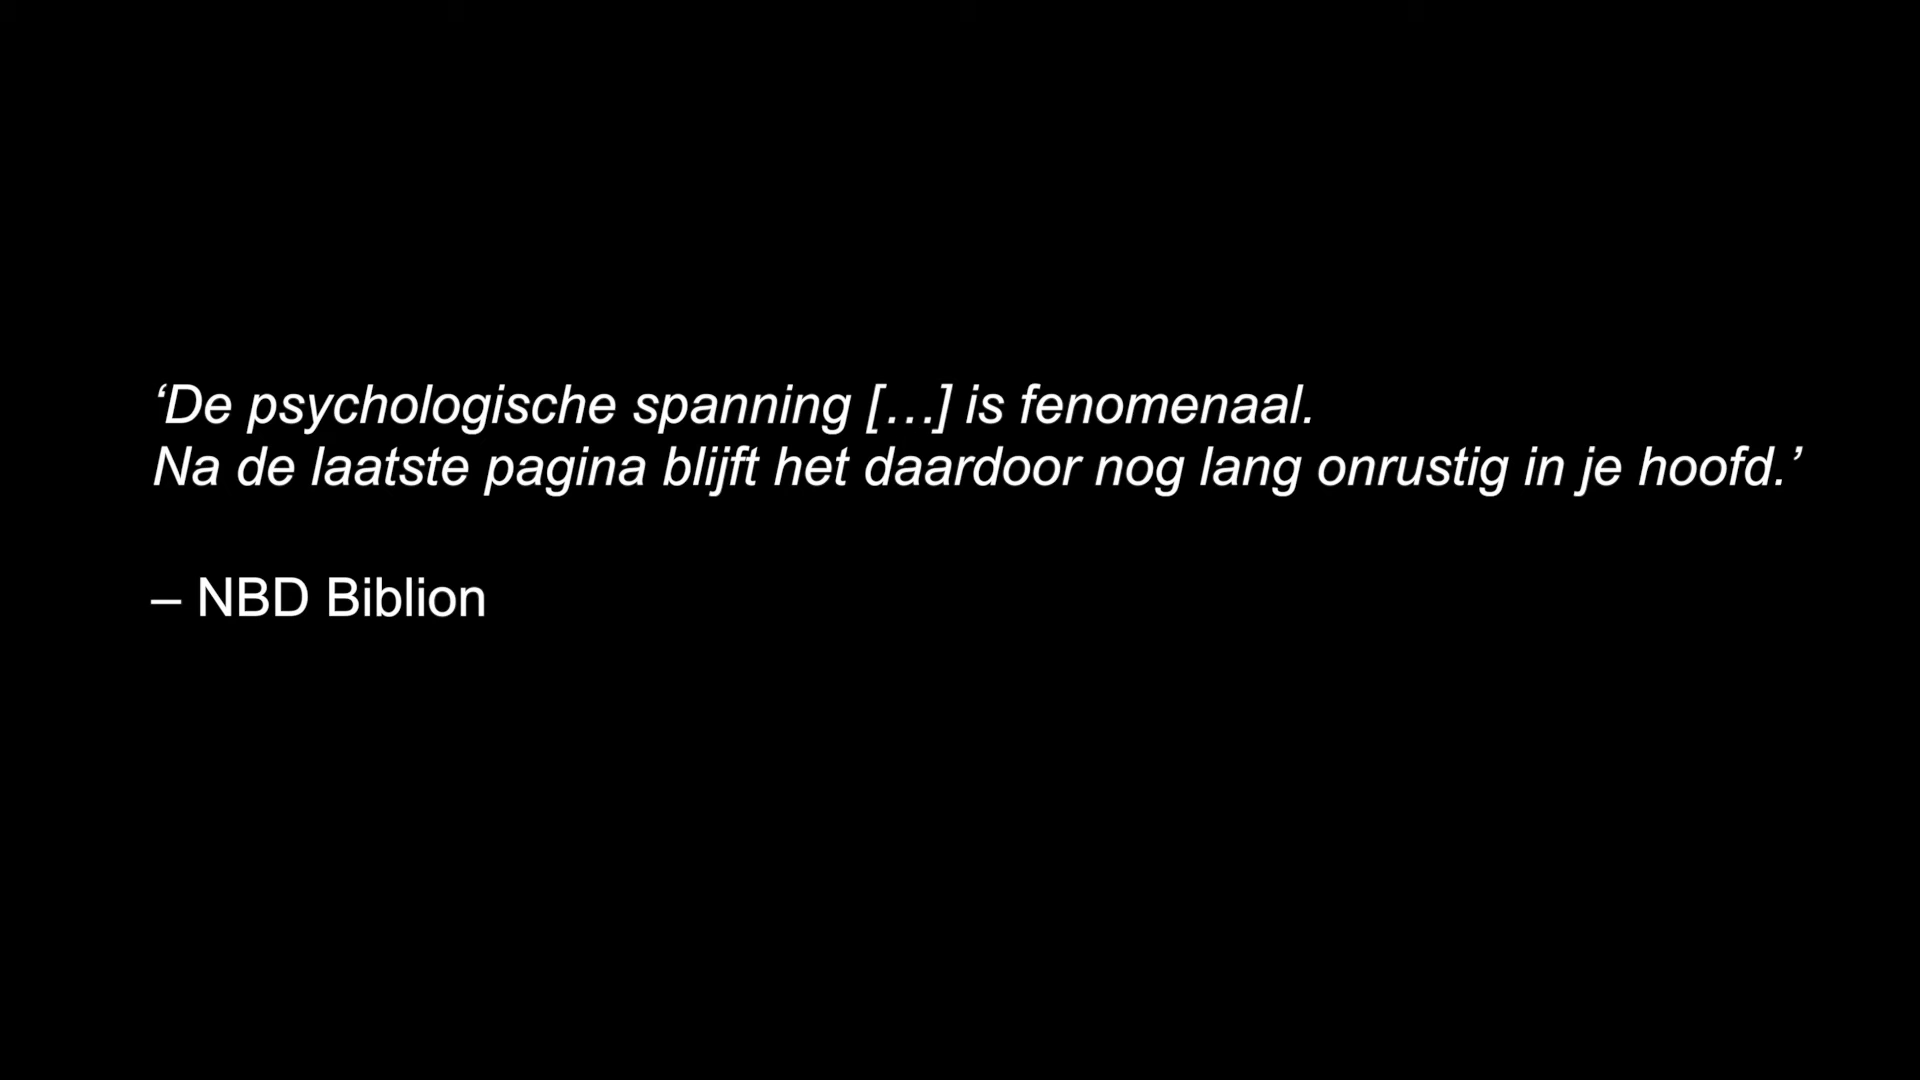 ‘De psychologische spanning […] is fenomenaal.
Na de laatste pagina blijft het daardoor nog lang onrustig in je hoofd.’
– NBD Biblion